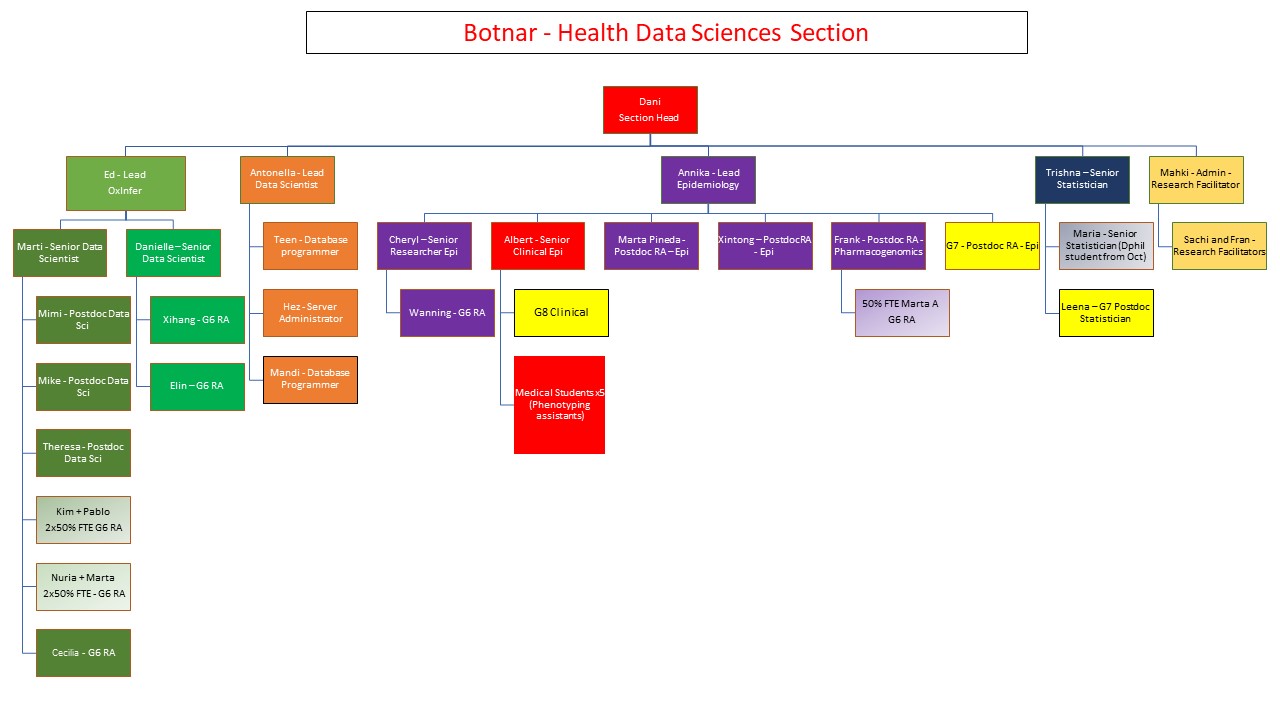 Botnar - Health Data Sciences Section
Dani
Section Head
Ed - Lead
OxInfer
Antonella - Lead
Data Scientist
Annika - Lead
Epidemiology
Trishna – Senior
Statistician
Mahki - Admin -
Research Facilitator
Marti - Senior Data
Scientist
Danielle – Senior
Data Scientist
Teen - Database
programmer
Cheryl – Senior
Researcher Epi
Albert - Senior
Clinical Epi
Marta Pineda -
Postdoc RA – Epi
Xintong – Postdoc RA
- Epi
Frank - Postdoc RA -
Pharmacogenomics
G7 - Postdoc RA - Epi
Maria - Senior
Statistician (Dphil
student from Oct)
Sachi and Fran -
Research Facilitators
Mimi - Postdoc Data
Sci
Xihang - G6 RA
Hez - Server
Administrator
Wanning - G6 RA
G8 Clinical
50% FTE Marta A
G6 RA
Leena – G7 Postdoc
Statistician
Mike - Postdoc Data
Sci
Elin – G6 RA
Mandi - Database
Programmer
Medical Students x5
(Phenotyping
assistants)
Theresa - Postdoc
Data Sci
Kim + Pablo
2x50% FTE G6 RA
Nuria + Marta
2x50% FTE - G6 RA
Cecilia - G6 RA